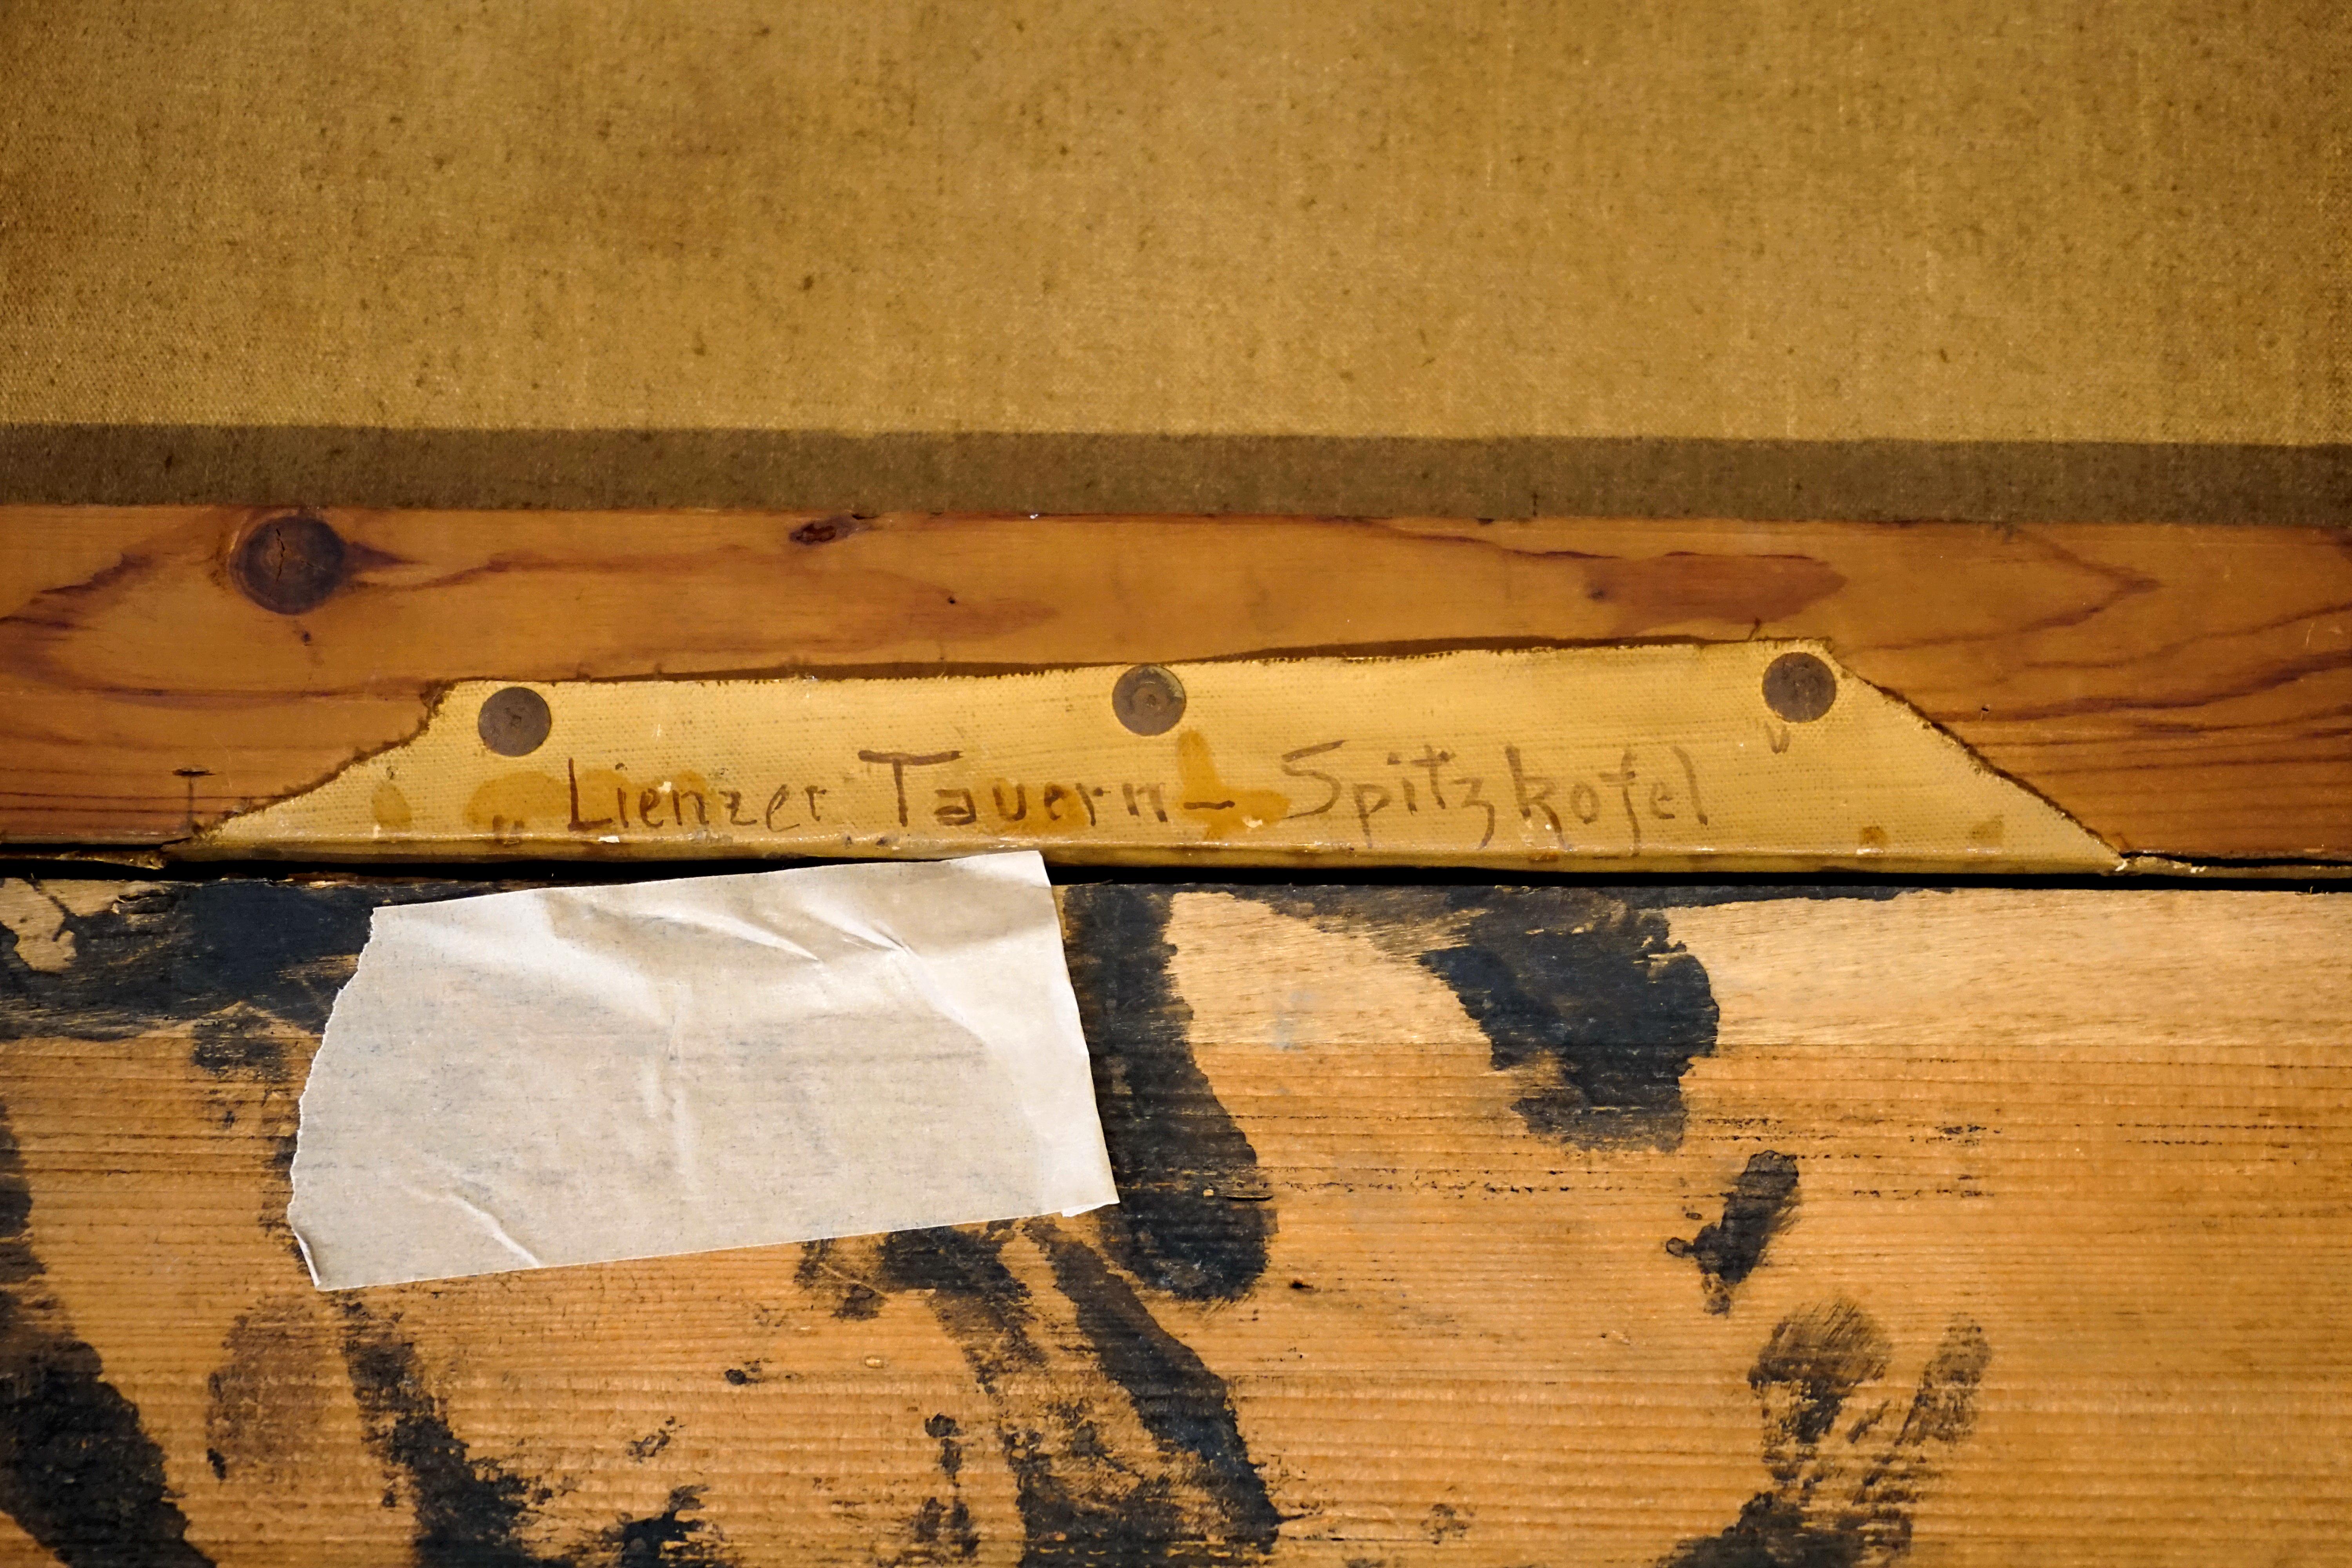 „Lienzer Tauern - Spitzkofel"